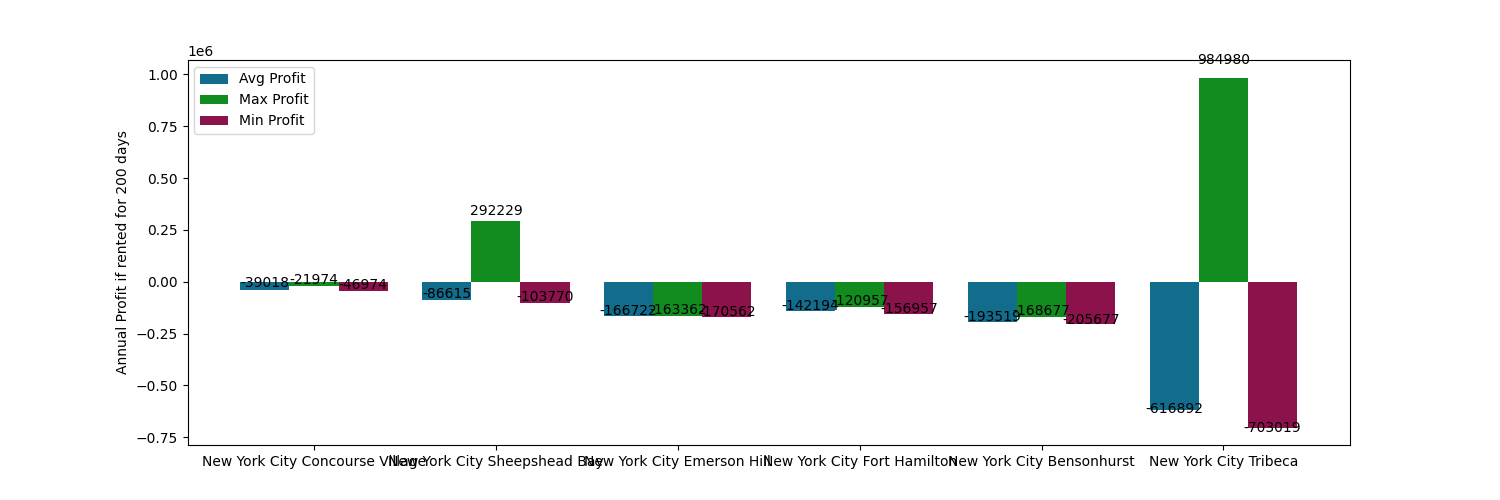 1e6
984980
1.00
Avg Profit
Max Profit
Min Profit
0.75
0.50
292229
0.25
0.00
-39018
-21974
-46974
-86615
-103770
-166722
-163362
-170562
-142194
-120957
-156957
-193519
-168677
-205677
-0.25
-0.50
-616892
-703019
−0.75
Annual Profit if rented for 200 days
New York City Concourse Village
New York City Sheepshead Bay
New York City Emerson Hill
New York City Fort Hamilton
New York City Bensonhurst
New York City Tribeca